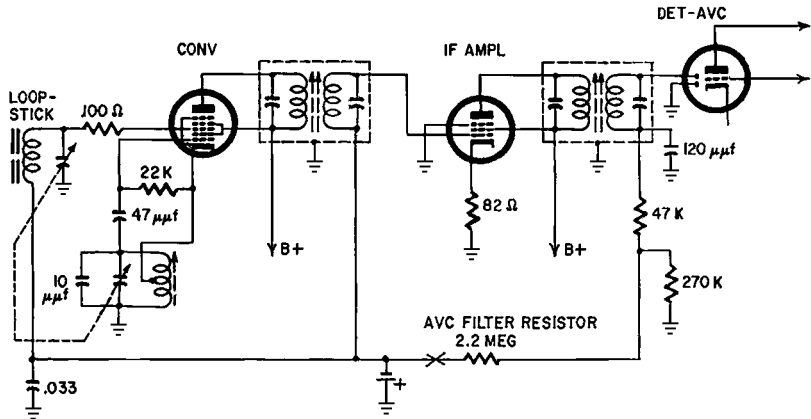 DET-AVC
CONV
IF AMPL
LOOP-
STICK
100 Ω
22 K
47 μμf
10
μμf
B+
82 Ω
B+
120 μμf
47 K
270 K
AVC FILTER RESISTOR
2.2 MEG
.033
+